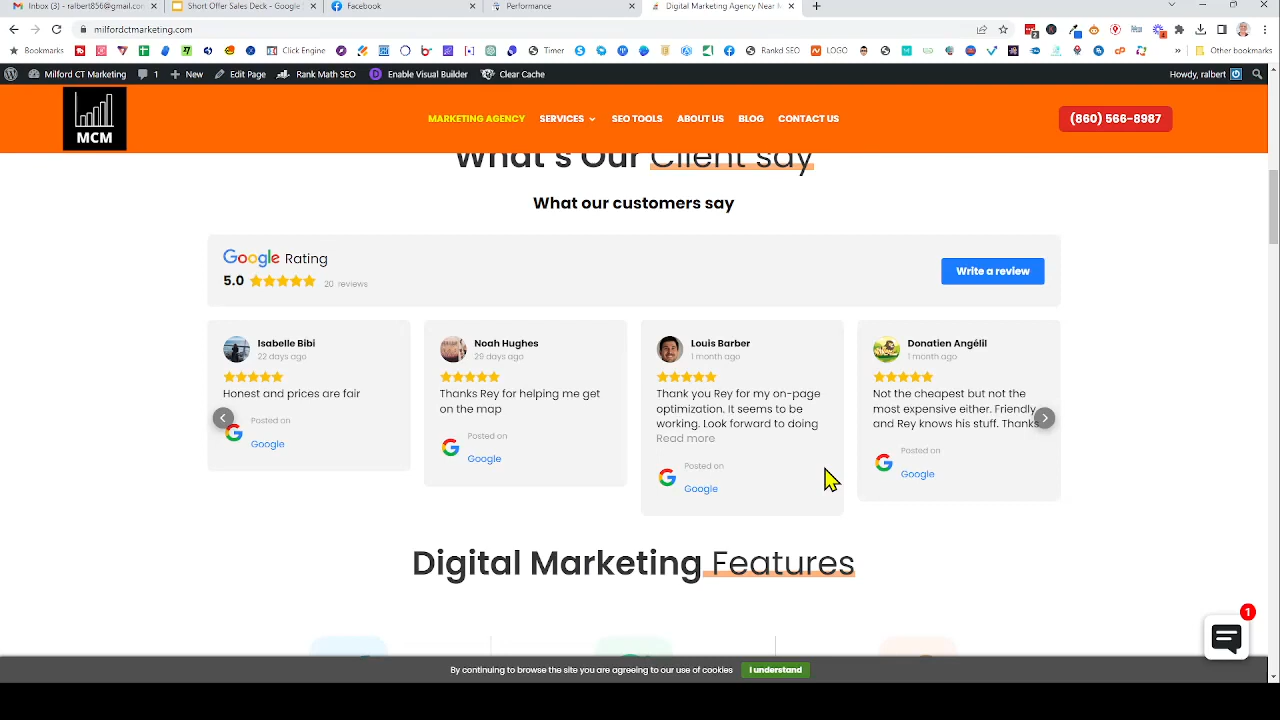 Inbox (3) - ralbert856@gmail.com
Short Offer Sales Deck - Google
Facebook
Performance
Digital Marketing Agency Near M
milfordctmarketing.com
Bookmarks
Click Engine
Timer
Ranking SEO
LOGO
Other bookmarks
Milford CT Marketing
1
New
Edit Page
Rank Math SEO
Enable Visual Builder
Clear Cache
Howdy, ralbert
MCM
MARKETING AGENCY
SERVICES
SEO TOOLS
ABOUT US
BLOG
CONTACT US
(860) 566-8987
What's Our Client say
What our customers say
Google Rating
5.0
20 reviews
Write a review
Isabelle Bibi
22 days ago
Honest and prices are fair
Posted on
Google
Noah Hughes
29 days ago
Thanks Rey for helping me get
on the map
Posted on
Google
Louis Barber
1 month ago
Thank you Rey for my on-page
optimization. It seems to be
working. Look forward to doing
Read more
Posted on
Google
Donatien Angélil
1 month ago
Not the cheapest but not the
most expensive either. Friendly
and Rey knows his stuff. Thanks
Posted on
Google
Digital Marketing Features
1
By continuing to browse the site you are agreeing to our use of cookies
I understand